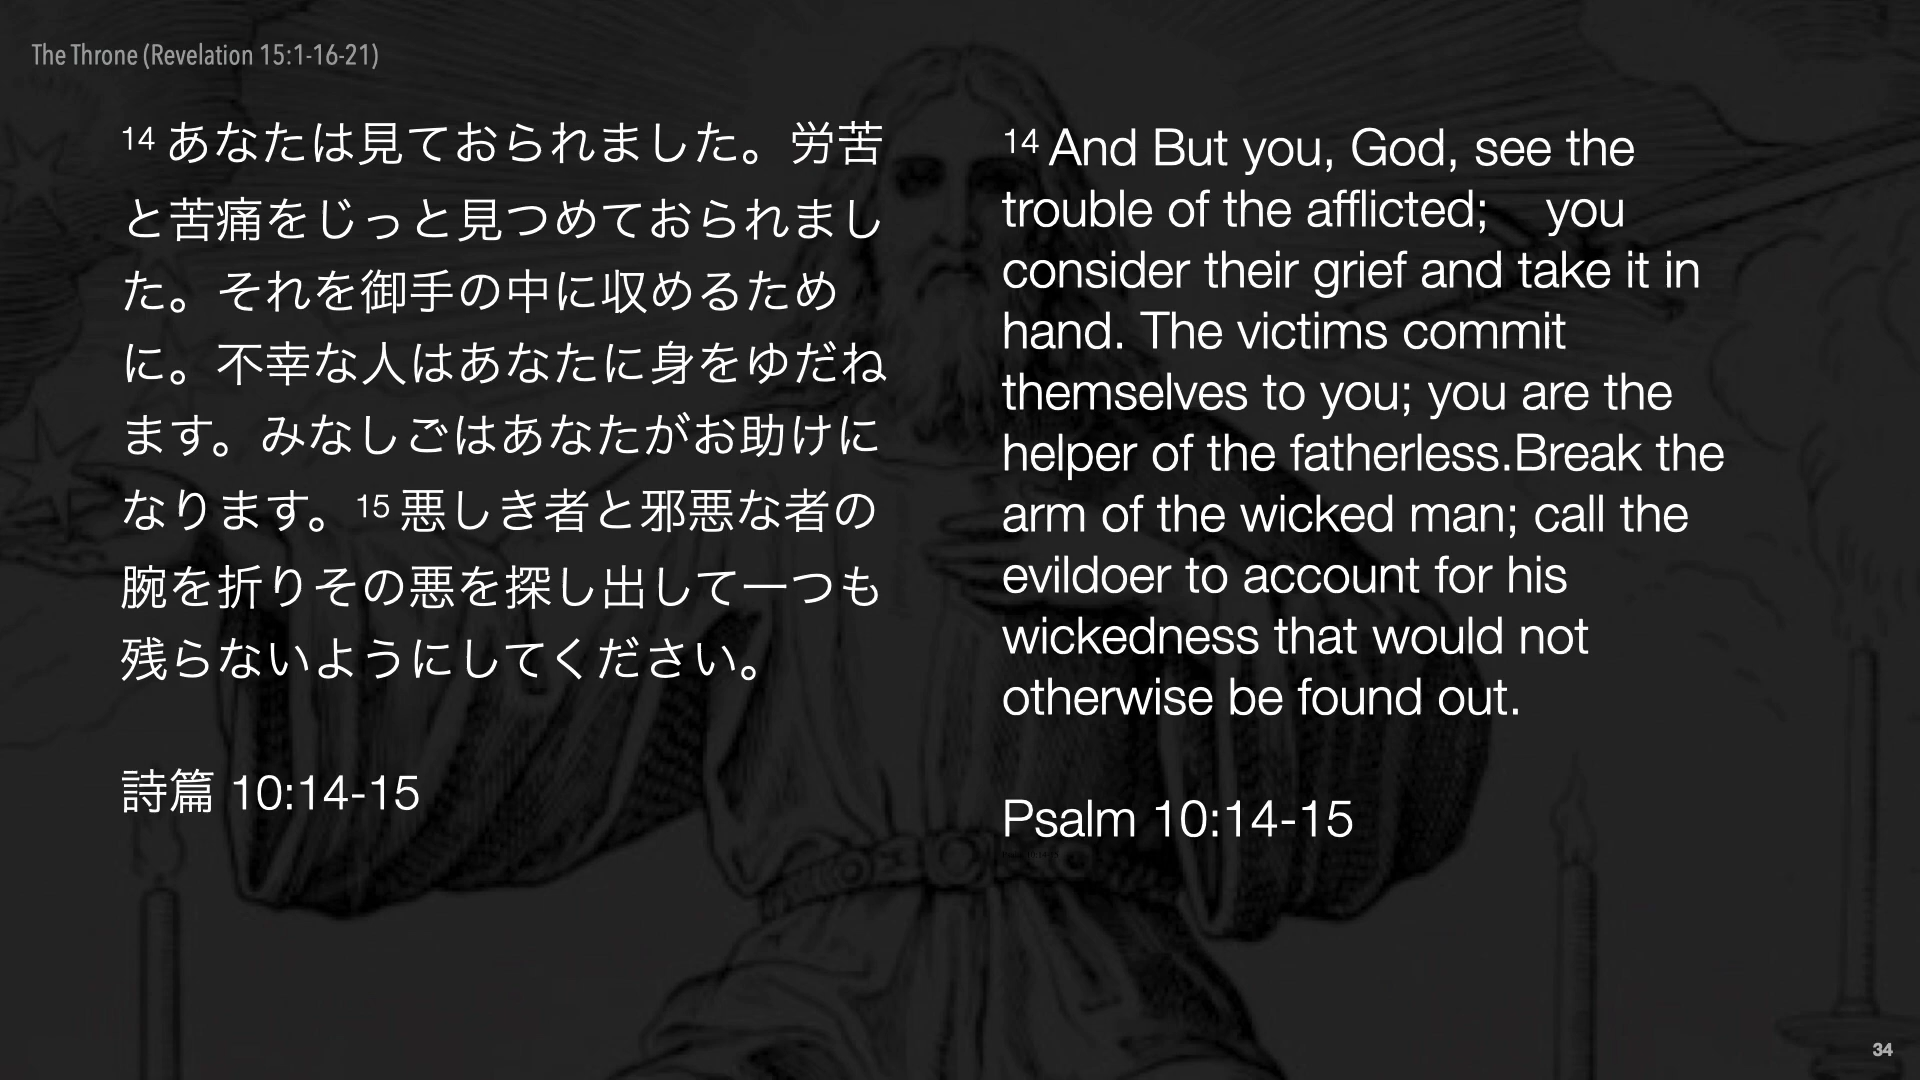 The Throne (Revelation 15:1-16-21)
14 あなたは見ておられました。労苦
と苦痛をじっと見つめておられまし
た。それを御手の中に収めるため
に。不幸な人はあなたに身をゆだね
ます。みなしごはあなたがお助けに
なります。15 悪しき者と邪悪な者の
腕を折りその悪を探し出して一つも
残らないようにしてください。
詩篇 10:14-15
14 And But you, God, see the
trouble of the afflicted; you
consider their grief and take it in
hand. The victims commit
themselves to you; you are the
helper of the fatherless.Break the
arm of the wicked man; call the
evildoer to account for his
wickedness that would not
otherwise be found out.
Psalm 10:14-15
34